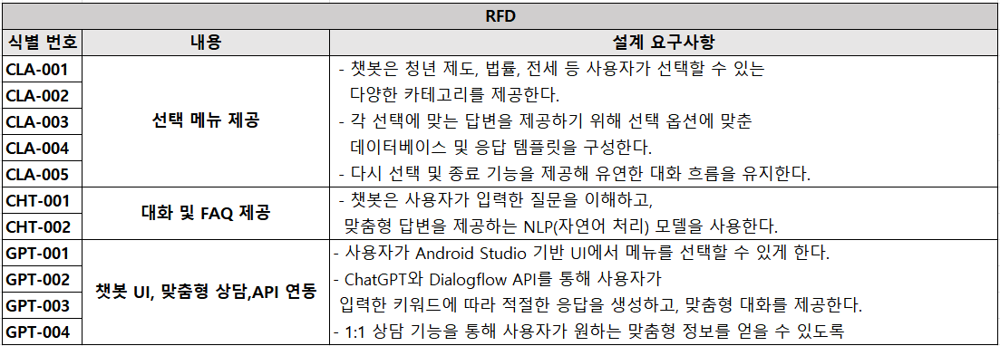 RFD
식별 번호 내용 설계 요구사항
CLA-001 - 챗봇은 청년 제도, 법률, 전세 등 사용자가 선택할 수 있는
CLA-002 다양한 카테고리를 제공한다.
CLA-003 선택 메뉴 제공 - 각 선택에 맞는 답변을 제공하기 위해 선택 옵션에 맞춘
CLA-004 데이터베이스 및 응답 템플릿을 구성한다.
CLA-005 - 다시 선택 및 종료 기능을 제공해 유연한 대화 흐름을 유지한다.
CHT-001 대화 및 FAQ 제공 - 챗봇은 사용자가 입력한 질문을 이해하고,
CHT-002 맞춤형 답변을 제공하는 NLP(자연어 처리) 모델을 사용한다.
GPT-001 - 사용자가 Android Studio 기반 UI에서 메뉴를 선택할 수 있게 한다.
GPT-002 챗봇 UI, 맞춤형 상담,API 연동 - ChatGPT와 Dialogflow API를 통해 사용자가
GPT-003 입력한 키워드에 따라 적절한 응답을 생성하고, 맞춤형 대화를 제공한다.
GPT-004 - 1:1 상담 기능을 통해 사용자가 원하는 맞춤형 정보를 얻을 수 있도록